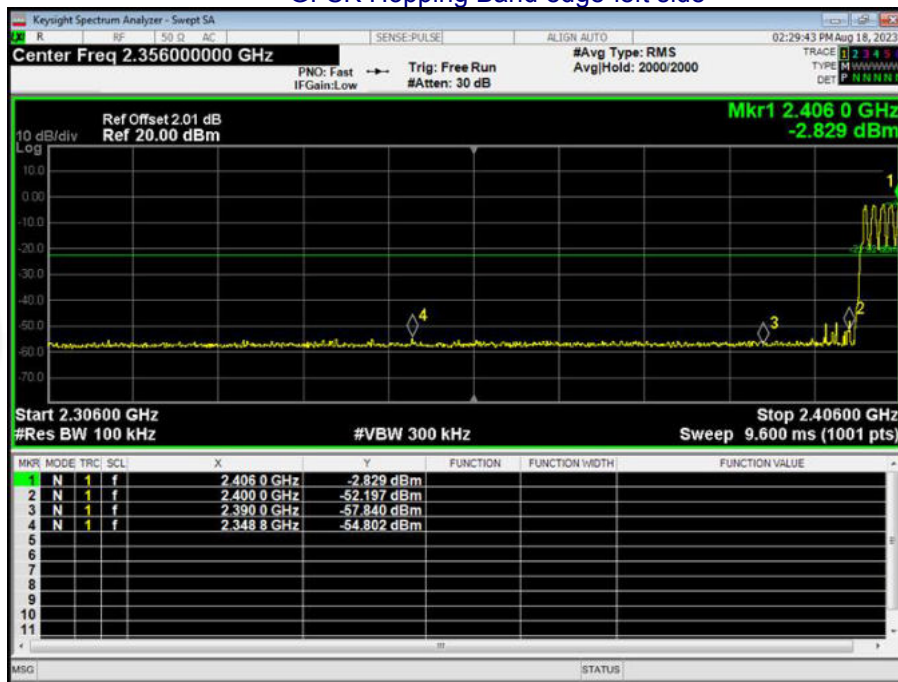 Keysight Spectrum Analyzer - Swept SA
R RF 50 Ω AC SENSE:PULSE ALIGN AUTO 02:29:43 PM Aug 18, 2023
Center Freq 2.356000000 GHz #Avg Type: RMS TRACE 1 2 3 4 5
PNO: Fast Trig: Free Run Avg|Hold: 2000/2000 TYPE M WWWWW
IFGain:Low #Atten: 30 dB DET P N N N N N
Mkr1 2.406 0 GHz
Ref Offset 2.01 dB
10 dB/div Ref 20.00 dBm -2.829 dBm
Log
10.0
1
0.00
-10.0
-20.0
-30.0
-40.0
2
-50.0
4
3
-60.0
-70.0
Start 2.30600 GHz Stop 2.40600 GHz
#Res BW 100 kHz #VBW 300 kHz Sweep 9.600 ms (1001 pts)
MKR MODE TRC SCL X Y FUNCTION FUNCTION WIDTH FUNCTION VALUE
1 N 1 f 2.406 0 GHz -2.829 dBm
2 N 1 f 2.400 0 GHz -52.197 dBm
3 N 1 f 2.390 0 GHz -57.840 dBm
4 N 1 f 2.348 8 GHz -54.802 dBm
5
6
7
8
9
10
11
MSG STATUS